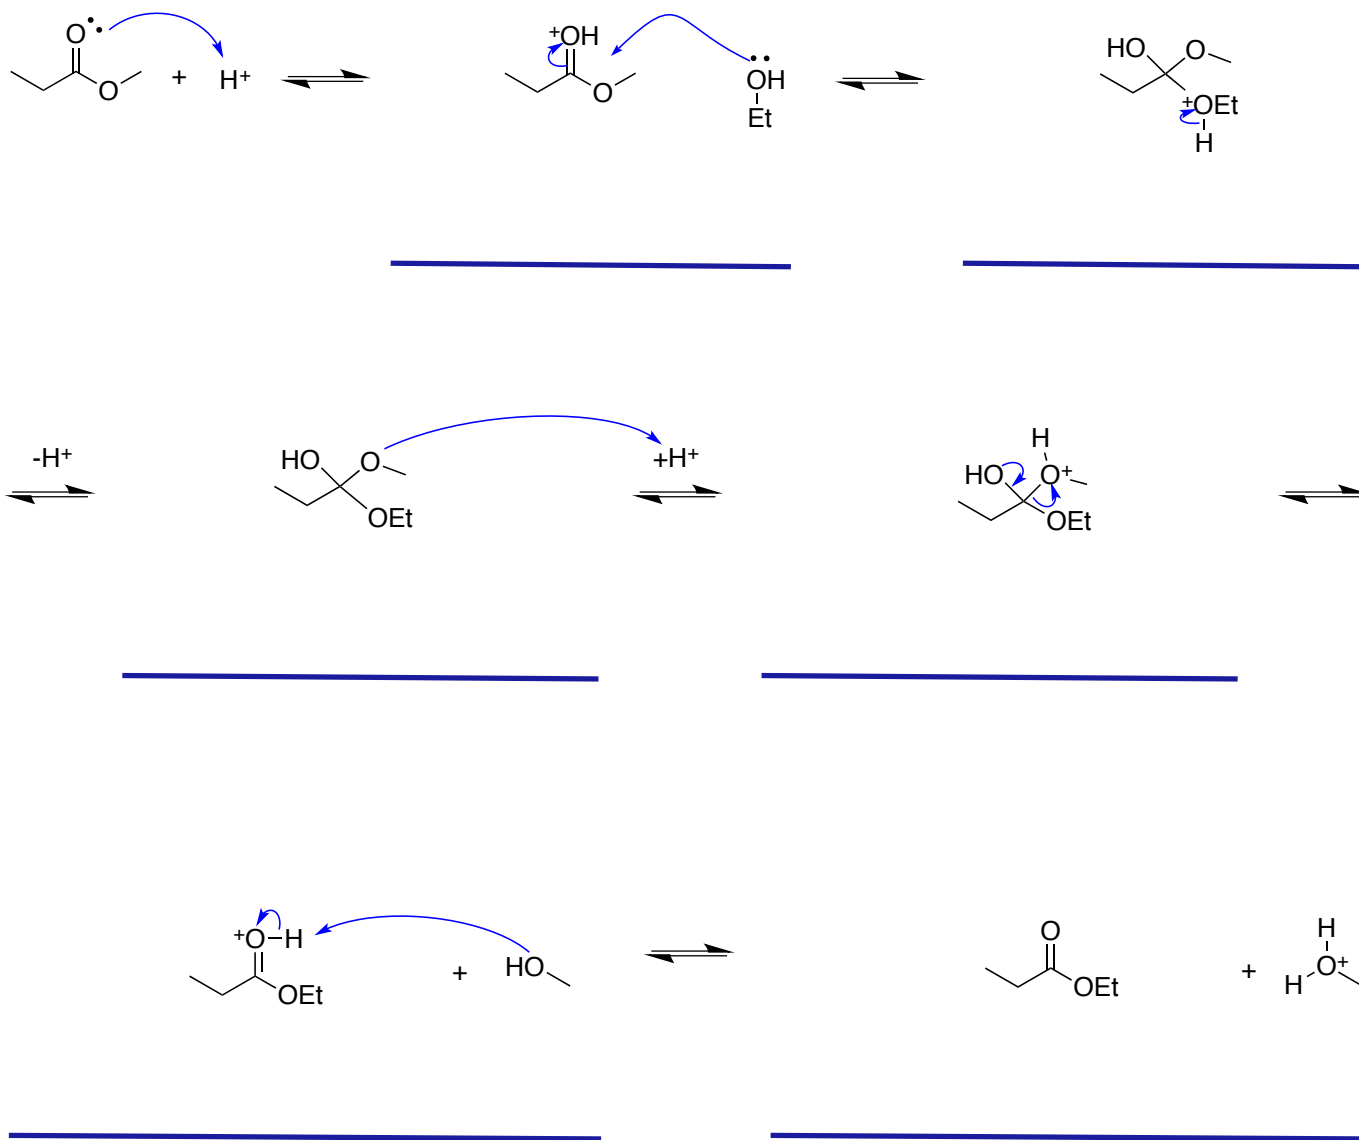 O + H+ O
+OH O OH Et
HO O +OEt H
-H+
HO O OEt +H+
H HO O+ OEt
+O-H OEt + HO
O OEt + H H O+